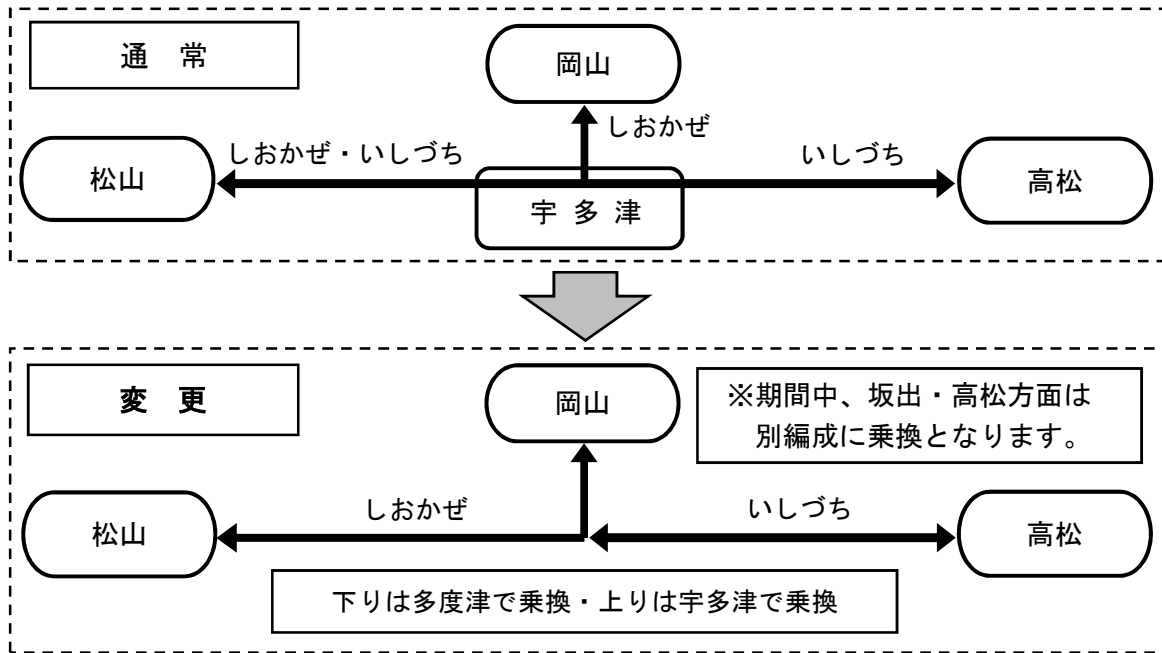 通　常
岡山
しおかぜ
しおかぜ・いしづち
いしづち
松山
宇 多 津
高松
変　更
岡山
※期間中、坂出・高松方面は
別編成に乗換となります。
しおかぜ
いしづち
松山
高松
下りは多度津で乗換・上りは宇多津で乗換